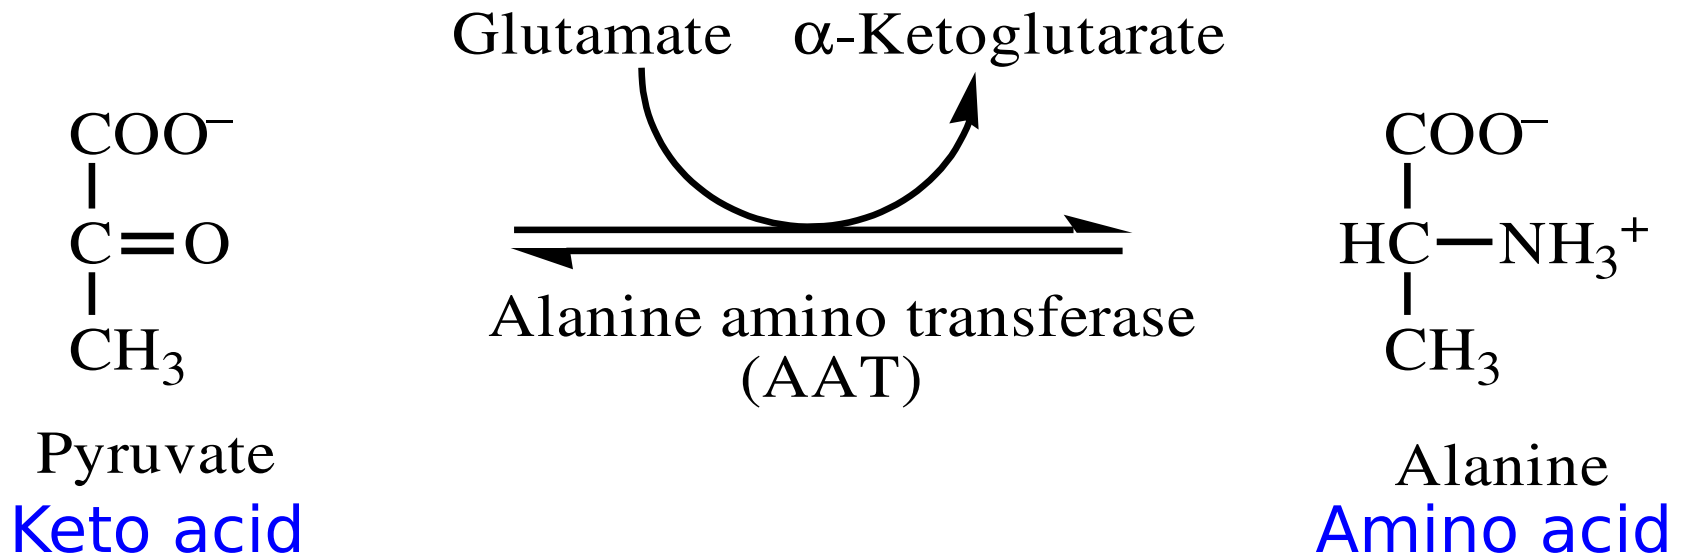 Glutamate α-Ketoglutarate
COO⁻
C=O
CH₃
Pyruvate
Keto acid
Alanine amino transferase
(AAT)
COO⁻
HC—NH₃⁺
CH₃
Alanine
Amino acid